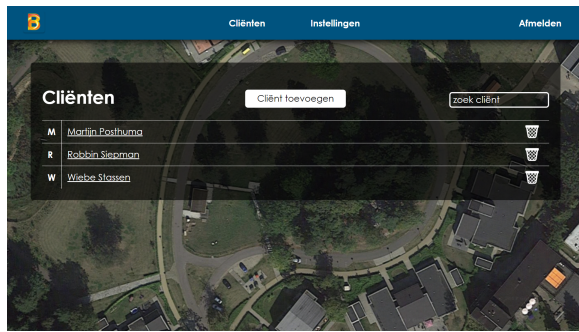 B
Cliënten Instellingen Afmelden
Cliënten Cliënt toevoegen zoek cliënt
M Martijn Posthuma
R Robbin Siepman
W Wiebe Stassen